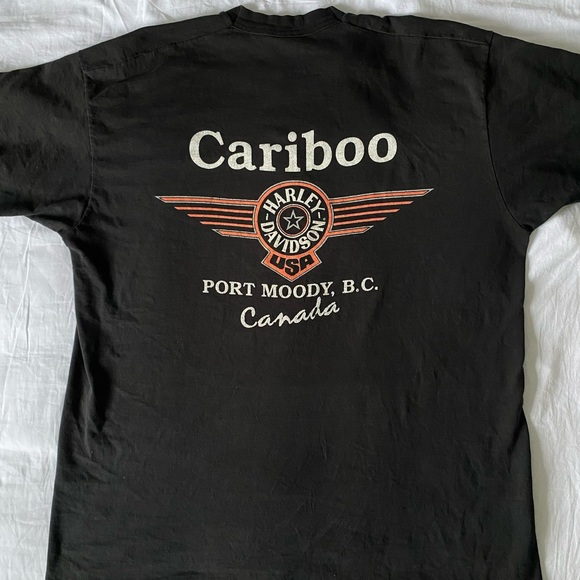 Cariboo
HARLEY-
DAVIDSON
USA
PORT MOODY, B.C.
Canada